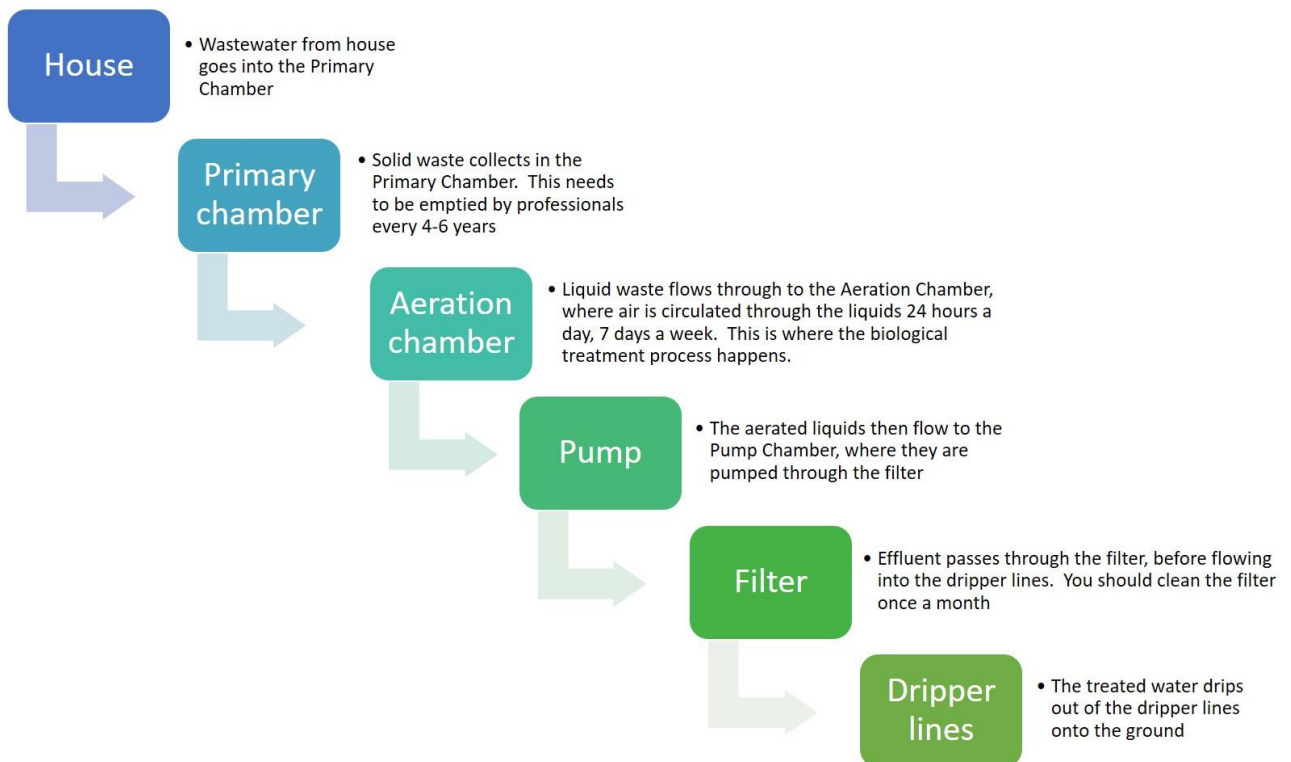 House
• Wastewater from house
goes into the Primary
Chamber
Primary
chamber
• Solid waste collects in the
Primary Chamber.  This needs
to be emptied by professionals
every 4-6 years
Aeration
chamber
• Liquid waste flows through to the Aeration Chamber,
where air is circulated through the liquids 24 hours a
day, 7 days a week.  This is where the biological
treatment process happens.
Pump
• The aerated liquids then flow to the
Pump Chamber, where they are
pumped through the filter
Filter
• Effluent passes through the filter, before flowing
into the dripper lines.  You should clean the filter
once a month
Dripper
lines
• The treated water drips
out of the dripper lines
onto the ground